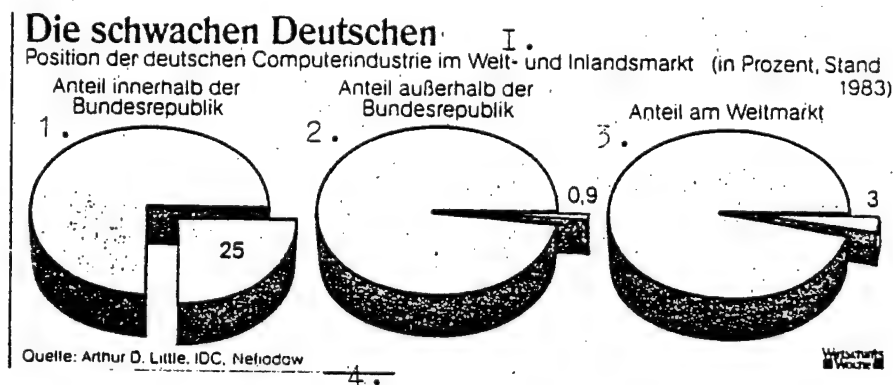 Die schwachen Deutschen I.
Position der deutschen Computerindustrie im Welt- und Inlandsmarkt (in Prozent, Stand 1983)
Anteil innerhalb der
Bundesrepublik
1.
25
Anteil außerhalb der
Bundesrepublik
2.
0,9
Anteil am Weltmarkt
3.
3
Quelle: Arthur D. Little, IDC, Nefiodow
Wirtschafts
Woche
4.